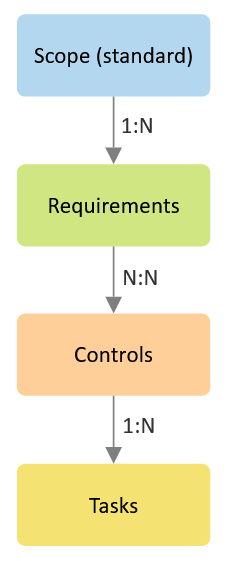 Scope (standard)
1:N
Requirements
N:N
Controls
1:N
Tasks